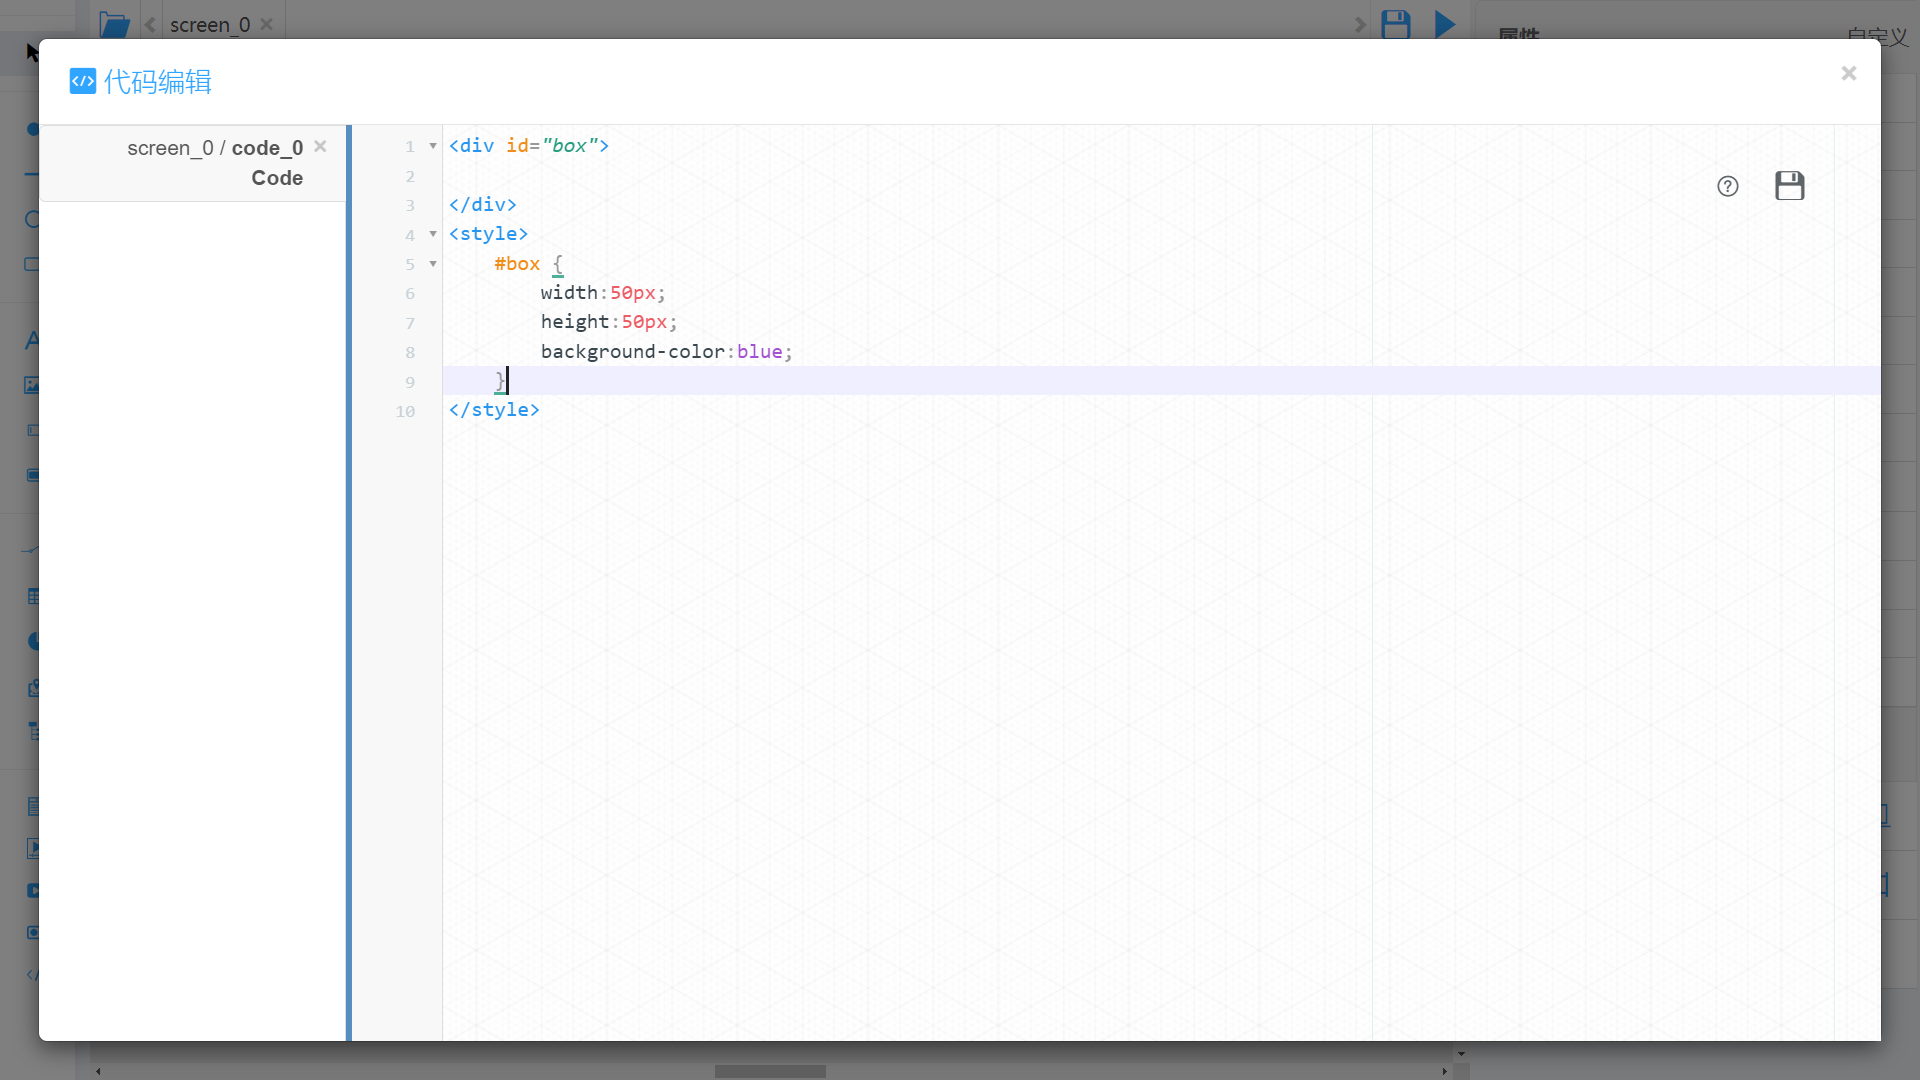 screen_0
属性
自定义
代码编辑
screen_0 / code_0
Code
1 <div id="box">
2
3 </div>
4 <style>
5 #box {
6 width:50px;
7 height:50px;
8 background-color:blue;
9 }
10 </style>